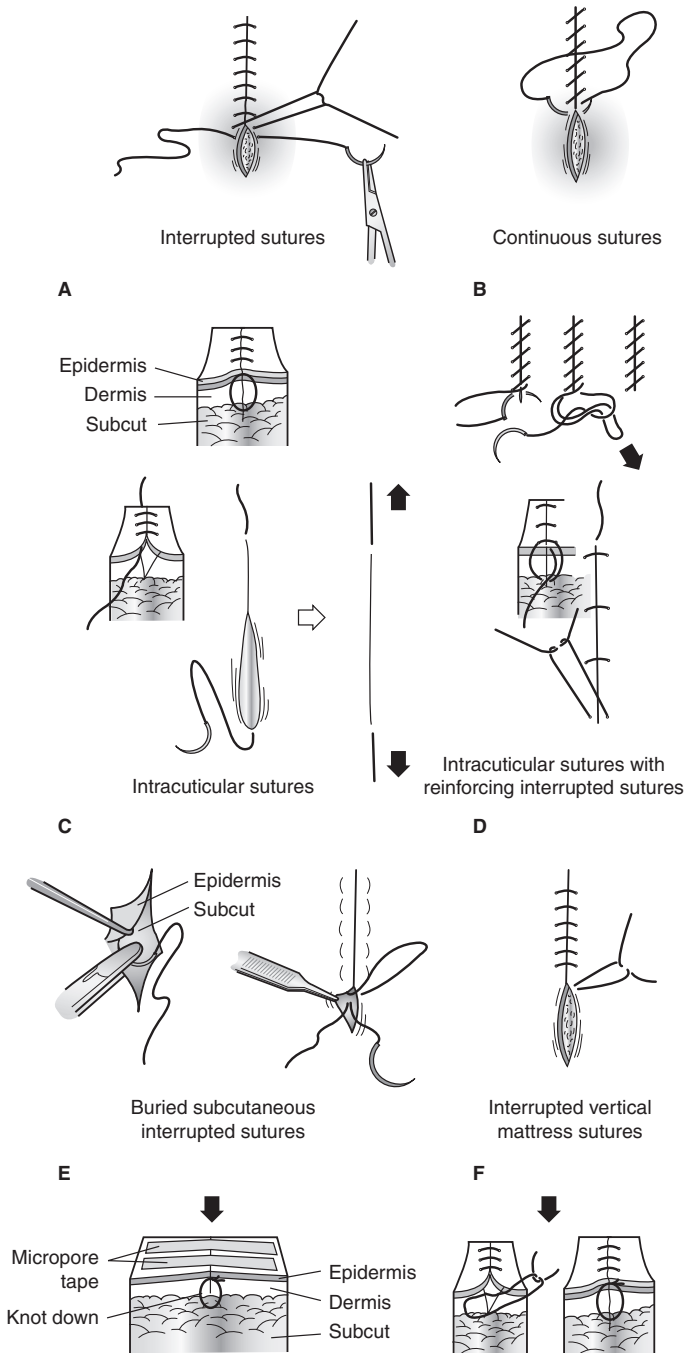 Interrupted sutures
Continuous sutures
A
B
Epidermis
Dermis
Subcut
Intracuticular sutures
Intracuticular sutures with
reinforcing interrupted sutures
C
D
Epidermis
Subcut
Buried subcutaneous
interrupted sutures
Interrupted vertical
mattress sutures
E
F
Micropore
tape
Knot down
Epidermis
Dermis
Subcut